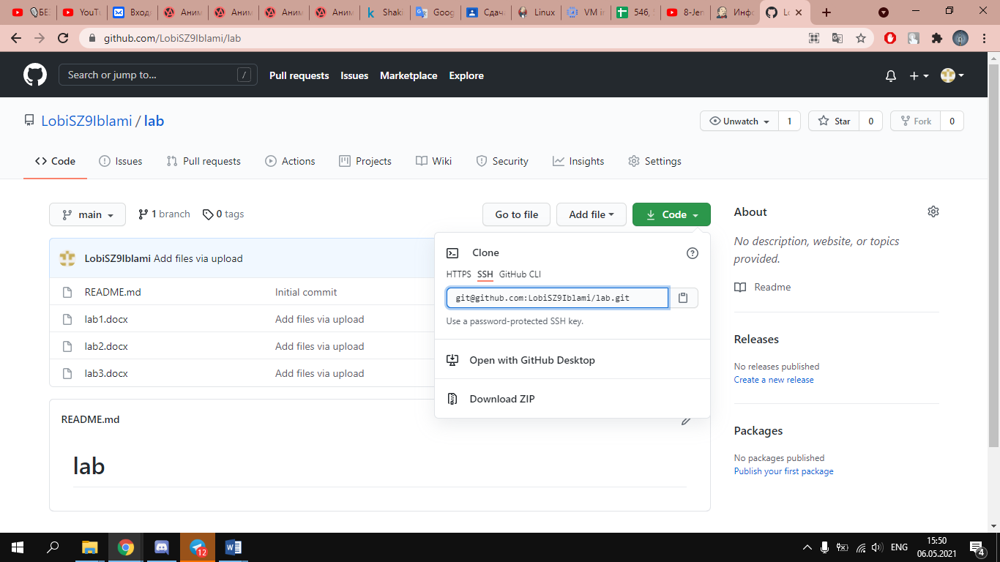 БЕЗ YouTu Входя Аним Аним Аним Аним Shaki Goog Сдача Linux VM in 546, 5 8-Jen Инфо Lo
github.com/LobiSZ9Iblami/lab
Search or jump to... / Pull requests Issues Marketplace Explore
LobiSZ9Iblami / lab Unwatch 1 Star 0 Fork 0
Code Issues Pull requests Actions Projects Wiki Security Insights Settings
main 1 branch 0 tags Go to file Add file Code About
No description, website, or topics
provided.
Readme
LobiSZ9Iblami Add files via upload
README.md Initial commit
lab1.docx Add files via upload
lab2.docx Add files via upload
lab3.docx Add files via upload
Clone
HTTPS SSH GitHub CLI
git@github.com:LobiSZ9Iblami/lab.git
Use a password-protected SSH key.
Open with GitHub Desktop
Download ZIP
Releases
No releases published
Create a new release
Packages
No packages published
Publish your first package
README.md
lab
12 ENG 15:50
06.05.2021 4